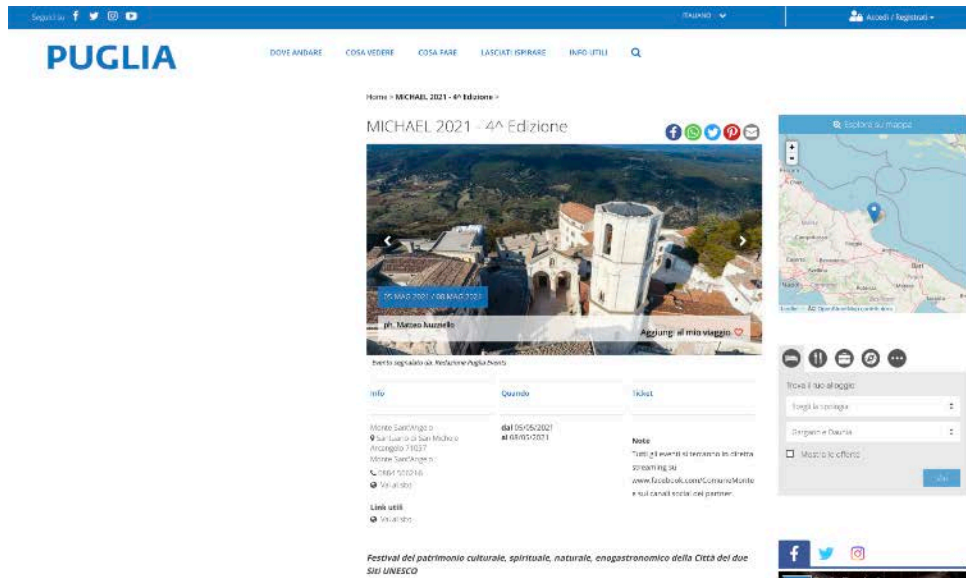 Seguici su
ITALIANO
Accedi / Registrati
PUGLIA
DOVE ANDARE
COSA VEDERE
COSA FARE
LASCIATI ISPIRARE
INFO UTILI
Home > MICHAEL 2021 - 4^ Edizione >
MICHAEL 2021 - 4^ Edizione
05 MAG 2021 / 08 MAG 2021
ph. Matteo Nuzziello
Aggiungi al mio viaggio
Evento segnalato da: Redazione Puglia Events
Info
Quando
Ticket
Monte Sant'Angelo
Santuario di San Michele
Arcangelo 71037
Monte Sant'Angelo
Vai al sito
Link utili
Vai al sito
dal 05/05/2021
al 08/05/2021
Note
Tutti gli eventi si terranno in diretta
streaming su
www.facebook.com/ComuneMonte
e sui canali social dei partner.
Festival del patrimonio culturale, spirituale, naturale, enogastronomico della Città dei due
Siti UNESCO
Esplora su mappa
+
-
Foggia
Bari
Potenza
Trova il tuo alloggio
Scegli la tipologia
Gargano e Daunia
Mostra le offerte